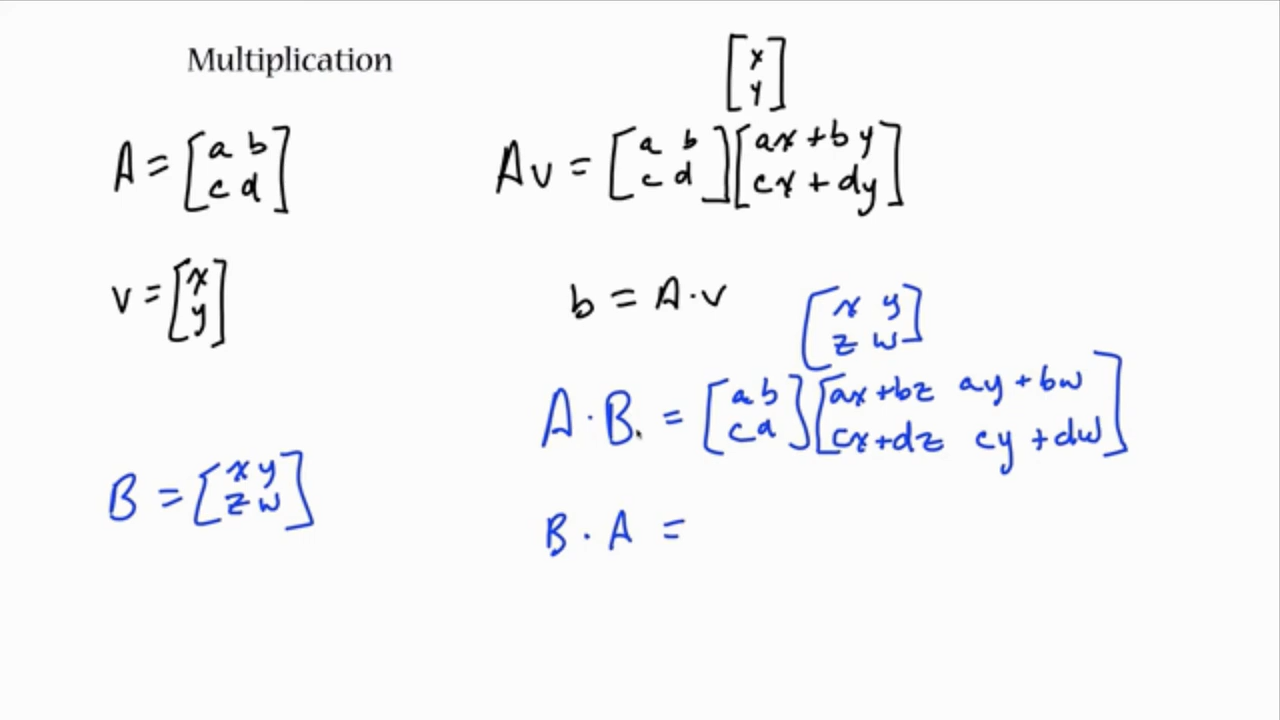 Multiplication
A = [a b
c d]
v = [x
y]
B = [x y
z w]
[x
y]
Av = [a b
c d] [ax + by
cx + dy]
b = A · v
[x y
z w]
A · B = [a b
c d] [ax + bz ay + bw
cx + dz cy + dw]
B · A =